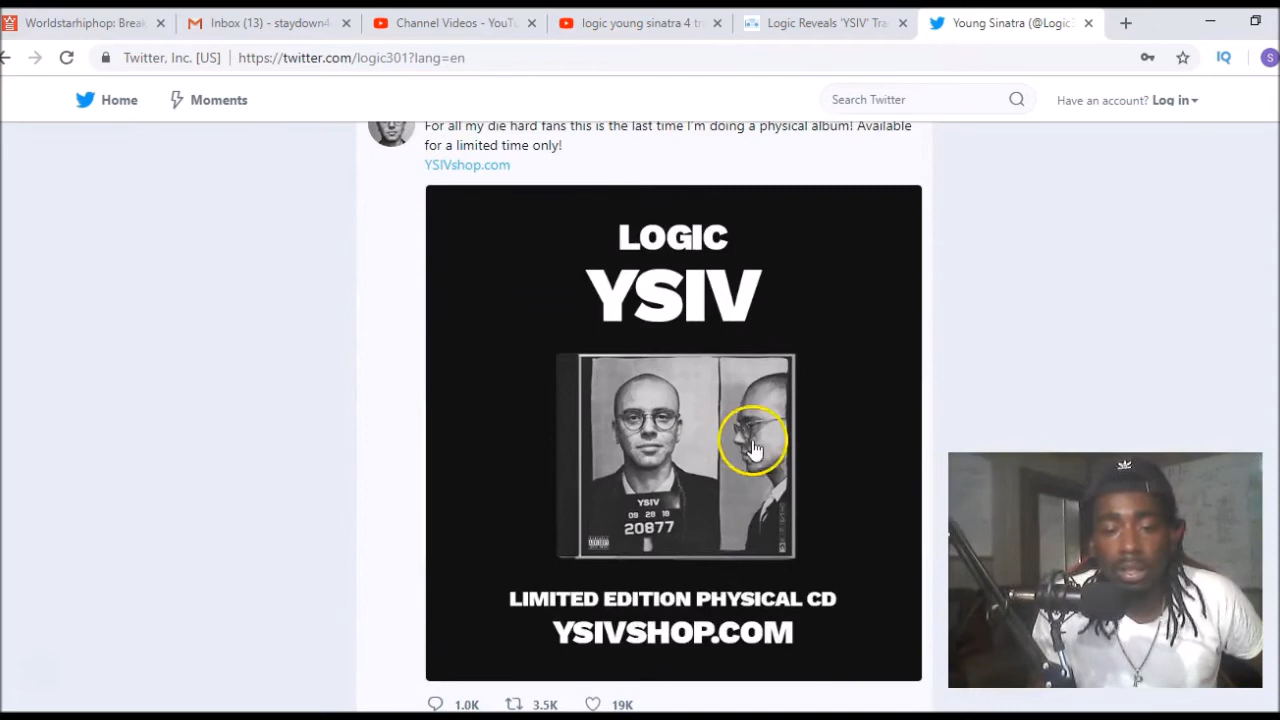 Worldstarhiphop: Break
Inbox (13) - staydown4
Channel Videos - YouTu
logic young sinatra 4 tr
Logic Reveals 'YSIV' Tra
Young Sinatra (@Logic3
Twitter, Inc. [US]
https://twitter.com/logic301?lang=en
IQ
S
Home
Moments
Search Twitter
Have an account? Log in
For all my die hard fans this is the last time I'm doing a physical album! Available
for a limited time only!
YSIVshop.com
LOGIC
YSIV
YSIV
09 28 18
20877
LIMITED EDITION PHYSICAL CD
YSIVSHOP.COM
1.0K
3.5K
19K